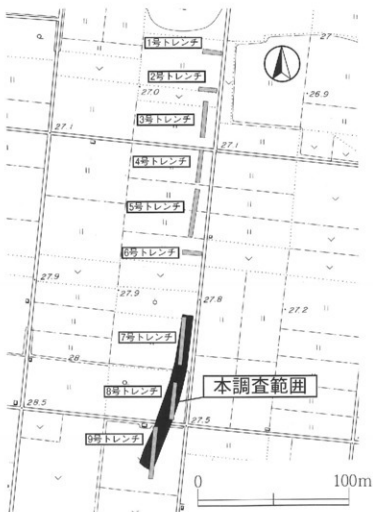 1号トレンチ
27
2号トレンチ
27.0
26.9
3号トレンチ
27.1
27.1
4号トレンチ
5号トレンチ
6号トレンチ
27.9
27.9
27.8
27.2
7号トレンチ
28
8号トレンチ
本調査範囲
28.5
27.5
9号トレンチ
0 100m